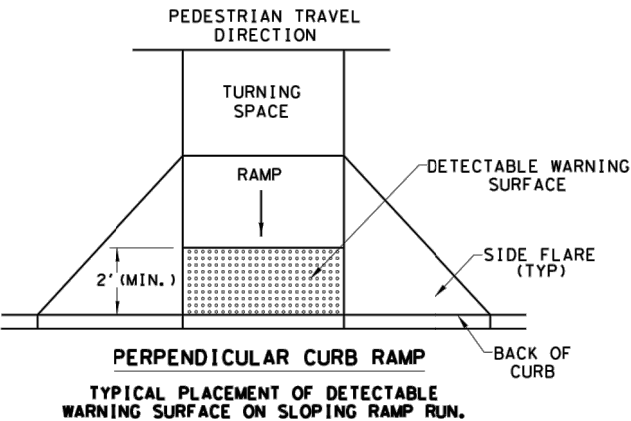 PEDESTRIAN TRAVEL
DIRECTION
TURNING
SPACE
RAMP
DETECTABLE WARNING
SURFACE
SIDE FLARE
(TYP)
2' (MIN.)
BACK OF
CURB
PERPENDICULAR CURB RAMP
TYPICAL PLACEMENT OF DETECTABLE
WARNING SURFACE ON SLOPING RAMP RUN.